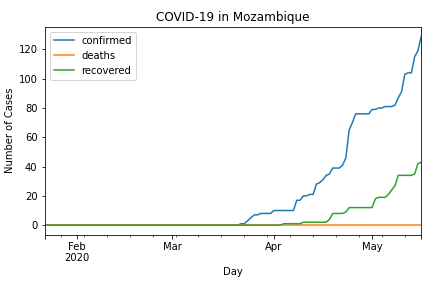 COVID-19 in Mozambique
confirmed
deaths
recovered
Number of Cases
120
100
80
60
40
20
0
Feb
2020
Mar
Apr
May
Day